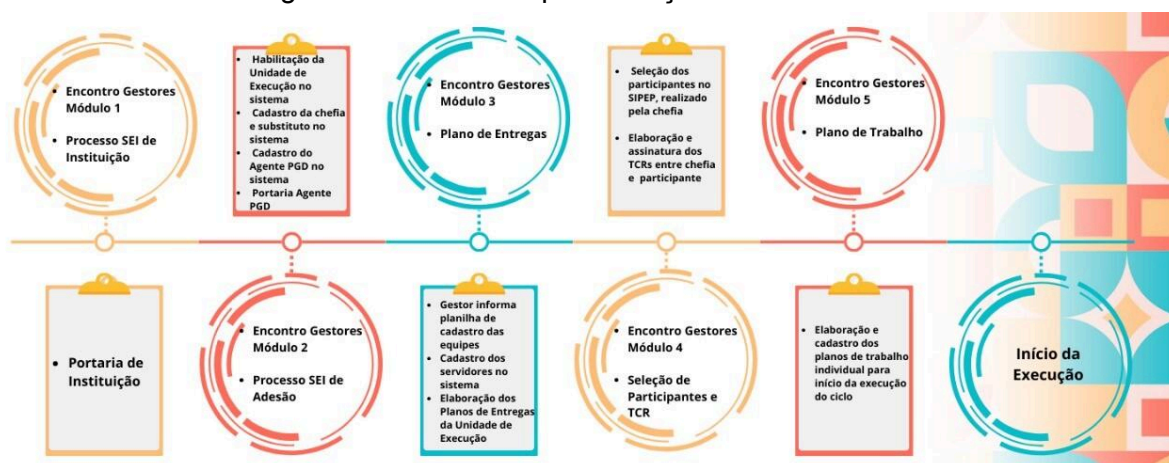 • Encontro Gestores
Módulo 1
• Processo SEI de
Instituição
• Portaria de
Instituição
• Habilitação da
Unidade de
Execução no
sistema
• Cadastro da chefia
e substituto no
sistema
• Cadastro do
Agente PGD no
sistema
• Portaria Agente
PGD
• Encontro Gestores
Módulo 2
• Processo SEI de
Adesão
• Encontro Gestores
Módulo 3
• Plano de Entregas
• Gestor informa
planilha de
cadastro das
equipes
• Cadastro dos
servidores no
sistema
• Elaboração dos
Planos de Entregas
da Unidade de
Execução
• Seleção dos
participantes no
SIPEP, realizado
pela chefia
• Elaboração e
assinatura dos
TCRs entre chefia
e participante
• Encontro Gestores
Módulo 4
• Seleção de
Participantes e
TCR
• Encontro Gestores
Módulo 5
• Plano de Trabalho
• Elaboração e
cadastro dos
planos de trabalho
individual para
início da execução
do ciclo
Início da
Execução